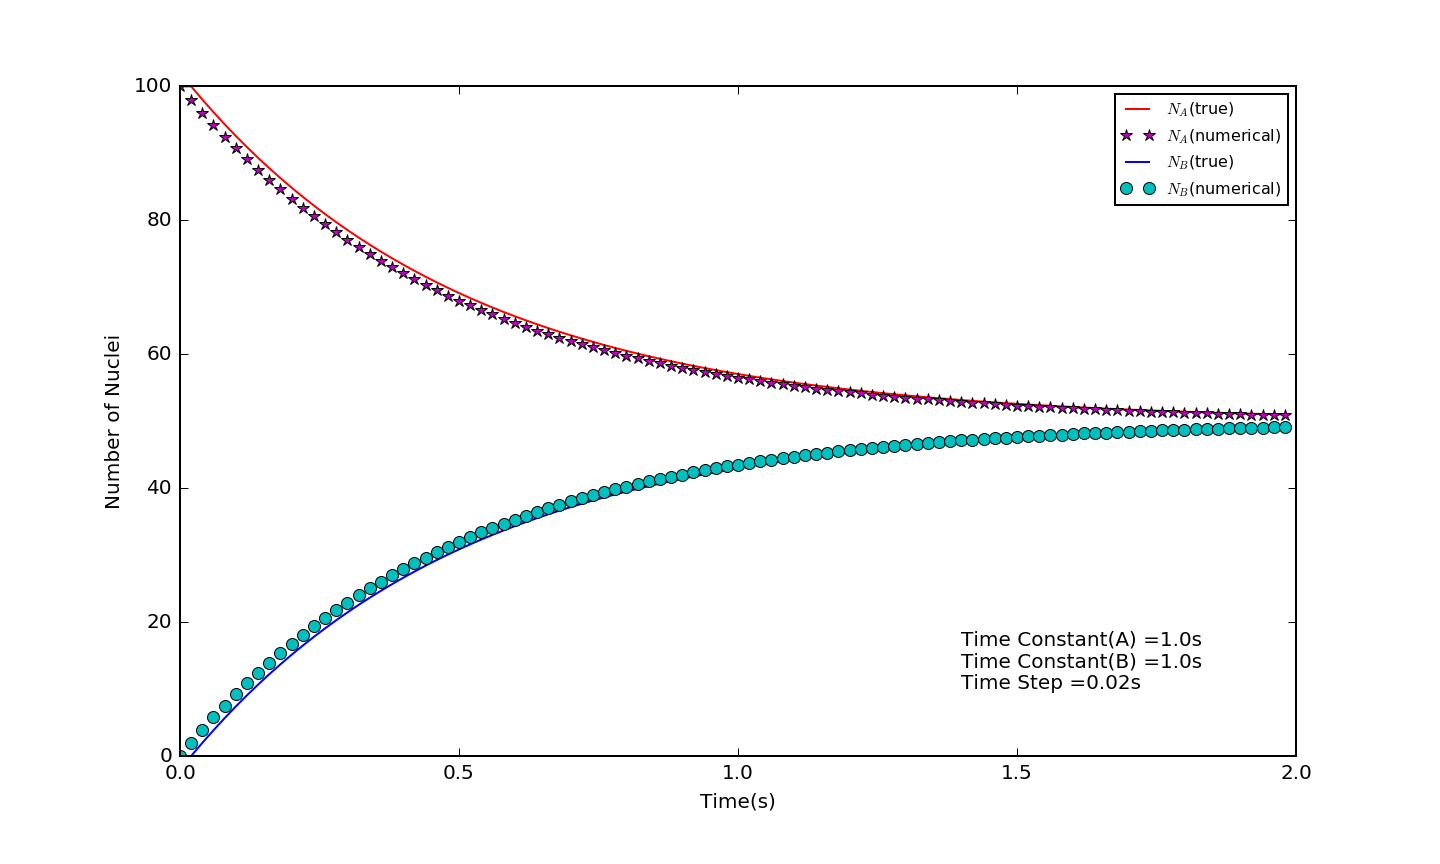 100
80
60
40
20
0
Number of Nuclei
0.0 0.5 1.0 1.5 2.0
Time(s)
N_A(true)
N_A(numerical)
N_B(true)
N_B(numerical)
Time Constant(A) =1.0s
Time Constant(B) =1.0s
Time Step =0.02s